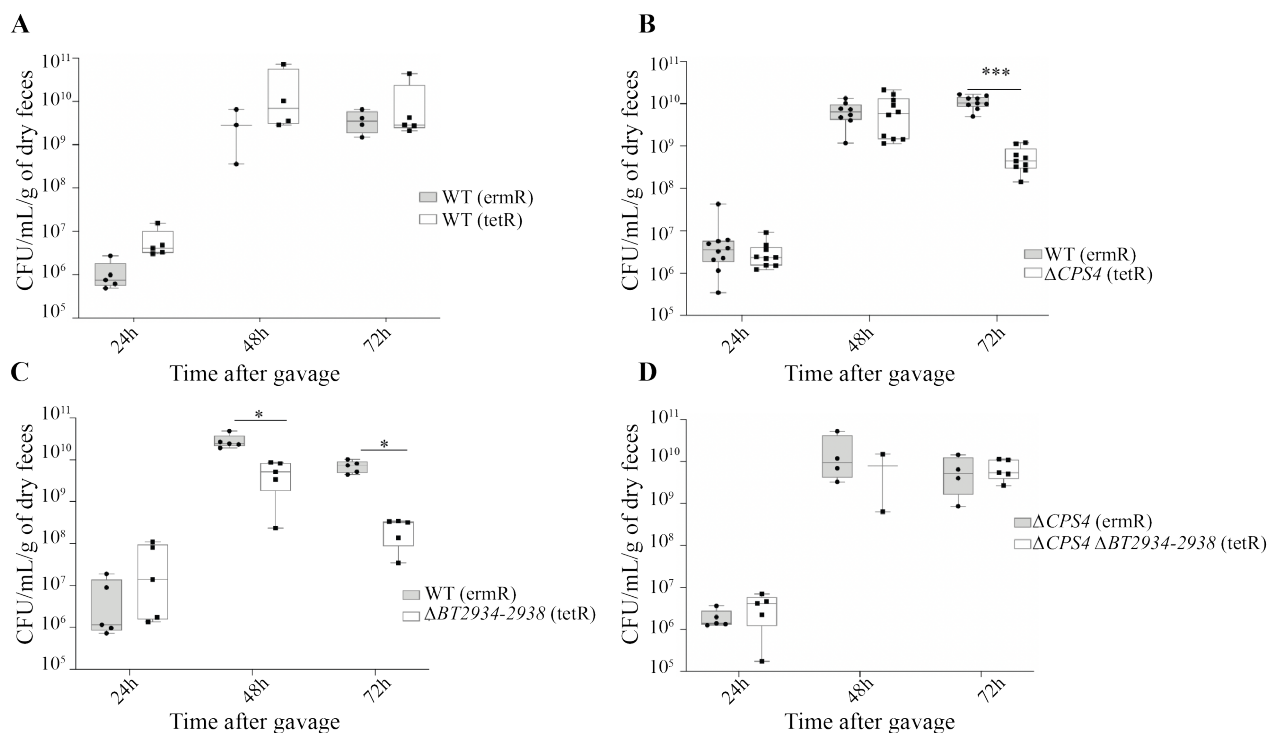 A
CFU/mL/g of dry feces
10¹¹
10¹⁰
10⁹
10⁸
10⁷
10⁶
10⁵
WT (ermR)
WT (tetR)
24h
48h
72h
Time after gavage
B
CFU/mL/g of dry feces
10¹¹
10¹⁰
10⁹
10⁸
10⁷
10⁶
10⁵
***
WT (ermR)
ΔCPS4 (tetR)
24h
48h
72h
Time after gavage
C
CFU/mL/g of dry feces
10¹¹
10¹⁰
10⁹
10⁸
10⁷
10⁶
10⁵
*
*
WT (ermR)
ΔBT2934-2938 (tetR)
24h
48h
72h
Time after gavage
D
CFU/mL/g of dry feces
10¹¹
10¹⁰
10⁹
10⁸
10⁷
10⁶
10⁵
ΔCPS4 (ermR)
ΔCPS4 ΔBT2934-2938 (tetR)
24h
48h
72h
Time after gavage